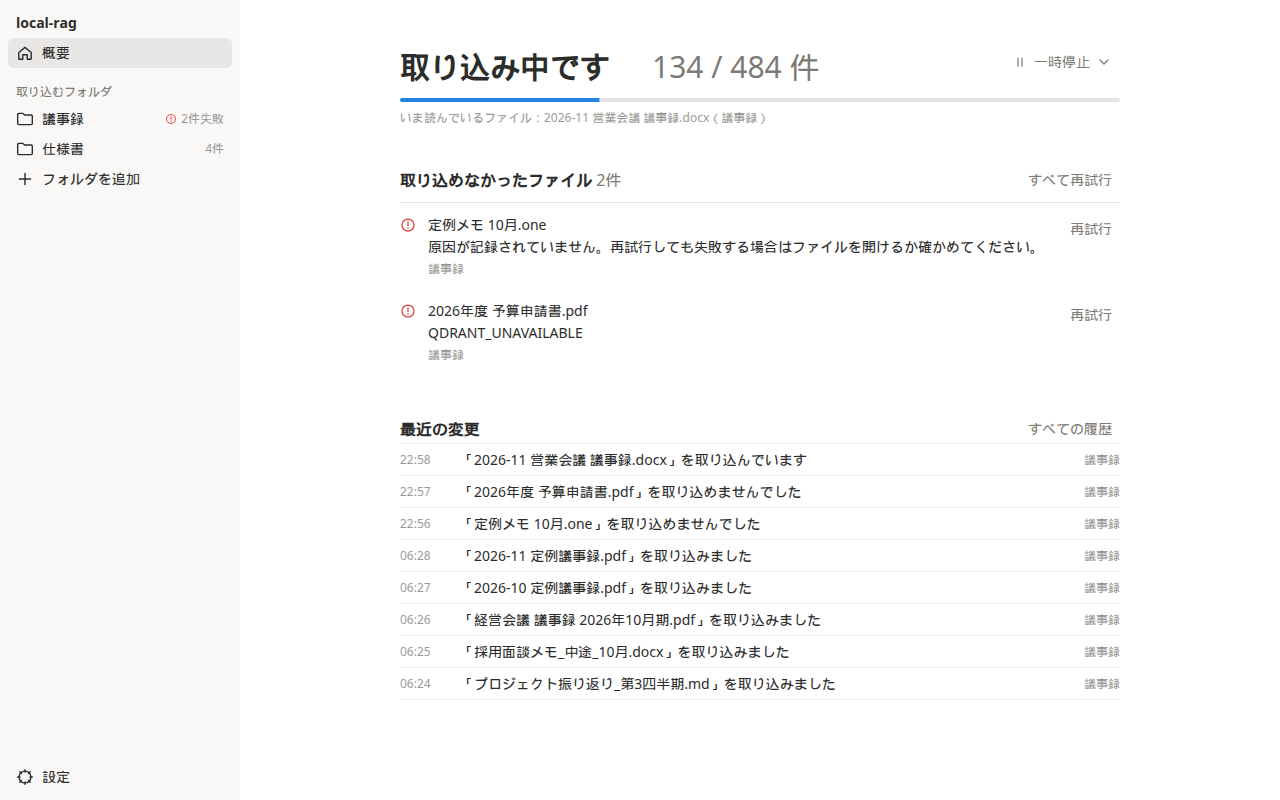 local-rag
概要
取り込むフォルダ
議事録 2件失敗
仕様書 4件
フォルダを追加
設定
取り込み中です 134 / 484 件
一時停止
いま読んでいるファイル：2026-11 営業会議 議事録.docx（議事録）
取り込めなかったファイル 2件 すべて再試行
定例メモ 10月.one 再試行
原因が記録されていません。再試行しても失敗する場合はファイルを開けるか確かめてください。
議事録
2026年度 予算申請書.pdf 再試行
QDRANT_UNAVAILABLE
議事録
最近の変更 すべての履歴
22:58 「2026-11 営業会議 議事録.docx」を取り込んでいます 議事録
22:57 「2026年度 予算申請書.pdf」を取り込めませんでした 議事録
22:56 「定例メモ 10月.one」を取り込めませんでした 議事録
06:28 「2026-11 定例議事録.pdf」を取り込みました 議事録
06:27 「2026-10 定例議事録.pdf」を取り込みました 議事録
06:26 「経営会議 議事録 2026年10月期.pdf」を取り込みました 議事録
06:25 「採用面談メモ_中途_10月.docx」を取り込みました 議事録
06:24 「プロジェクト振り返り_第3四半期.md」を取り込みました 議事録